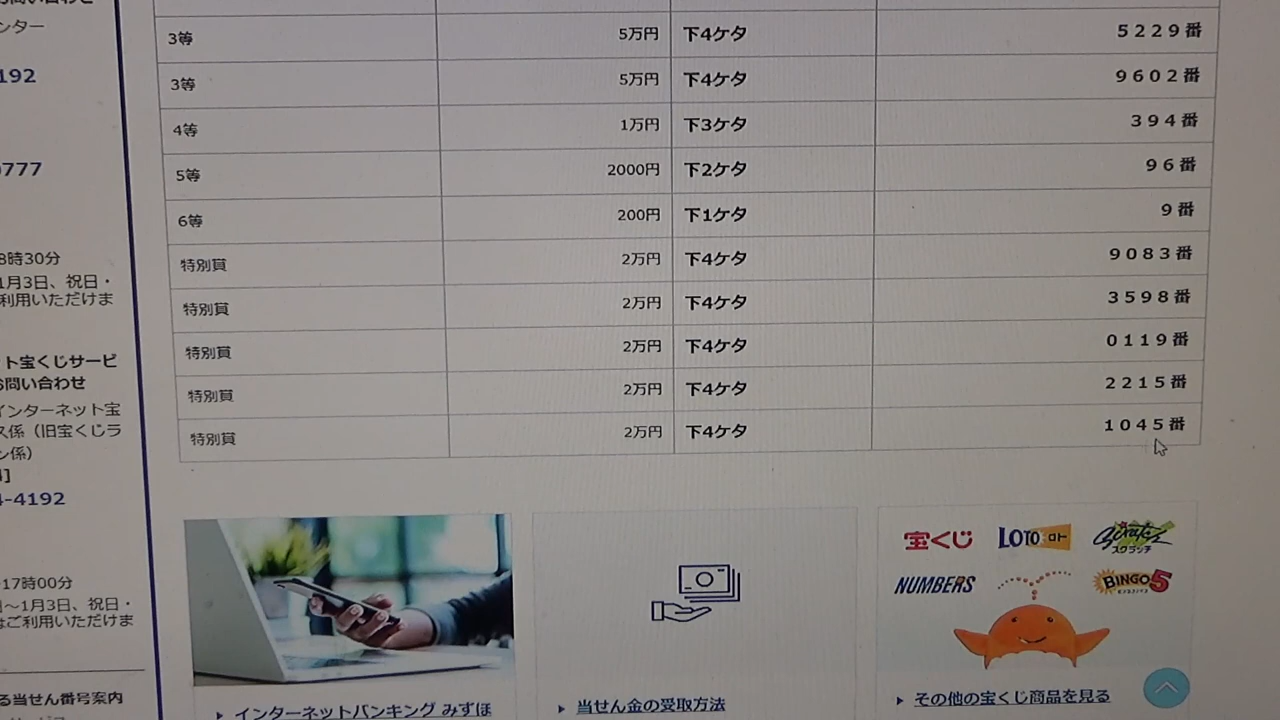 ンター
192
0777
8時30分
1月3日、祝日・
利用いただけま
ト宝くじサービ
お問い合わせ
インターネット宝
久係（旧宝くじラ
ン係）
]
4-4192
17時00分
～1月3日、祝日・
はご利用いただけま
る当せん番号案内
3等 5万円 下4ケタ 5229番
3等 5万円 下4ケタ 9602番
4等 1万円 下3ケタ 394番
5等 2000円 下2ケタ 96番
6等 200円 下1ケタ 9番
特別賞 2万円 下4ケタ 9083番
特別賞 2万円 下4ケタ 3598番
特別賞 2万円 下4ケタ 0119番
特別賞 2万円 下4ケタ 2215番
特別賞 2万円 下4ケタ 1045番
宝くじ LOTO ロト Scratch スクラッチ
NUMBERS BINGO5
インターネットバンキング みずほ
当せん金の受取方法
その他の宝くじ商品を見る